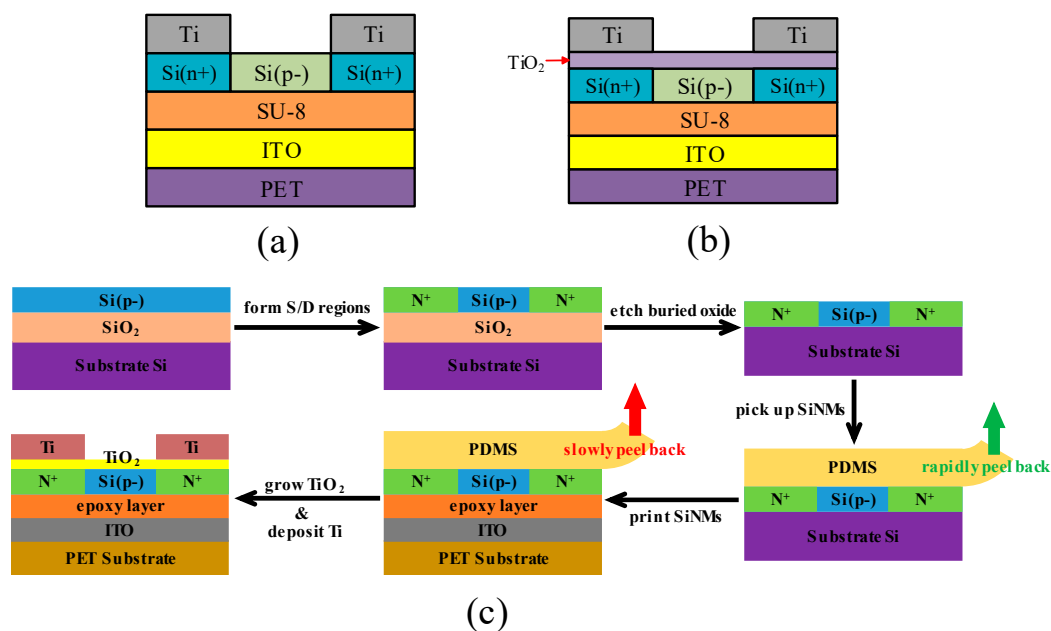 Ti
Ti
Si(n+)
Si(p-)
Si(n+)
SU-8
ITO
PET
(a)
Ti
Ti
TiO2
Si(n+)
Si(p-)
Si(n+)
SU-8
ITO
PET
(b)
Si(p-)
SiO2
Substrate Si
form S/D regions
N+
Si(p-)
N+
SiO2
Substrate Si
etch buried oxide
N+
Si(p-)
N+
Substrate Si
pick up SiNMs
PDMS
rapidly peel back
N+
Si(p-)
N+
Substrate Si
print SiNMs
PDMS
slowly peel back
N+
Si(p-)
N+
epoxy layer
ITO
PET Substrate
grow TiO2
&
deposit Ti
Ti
Ti
TiO2
N+
Si(p-)
N+
epoxy layer
ITO
PET Substrate
(c)